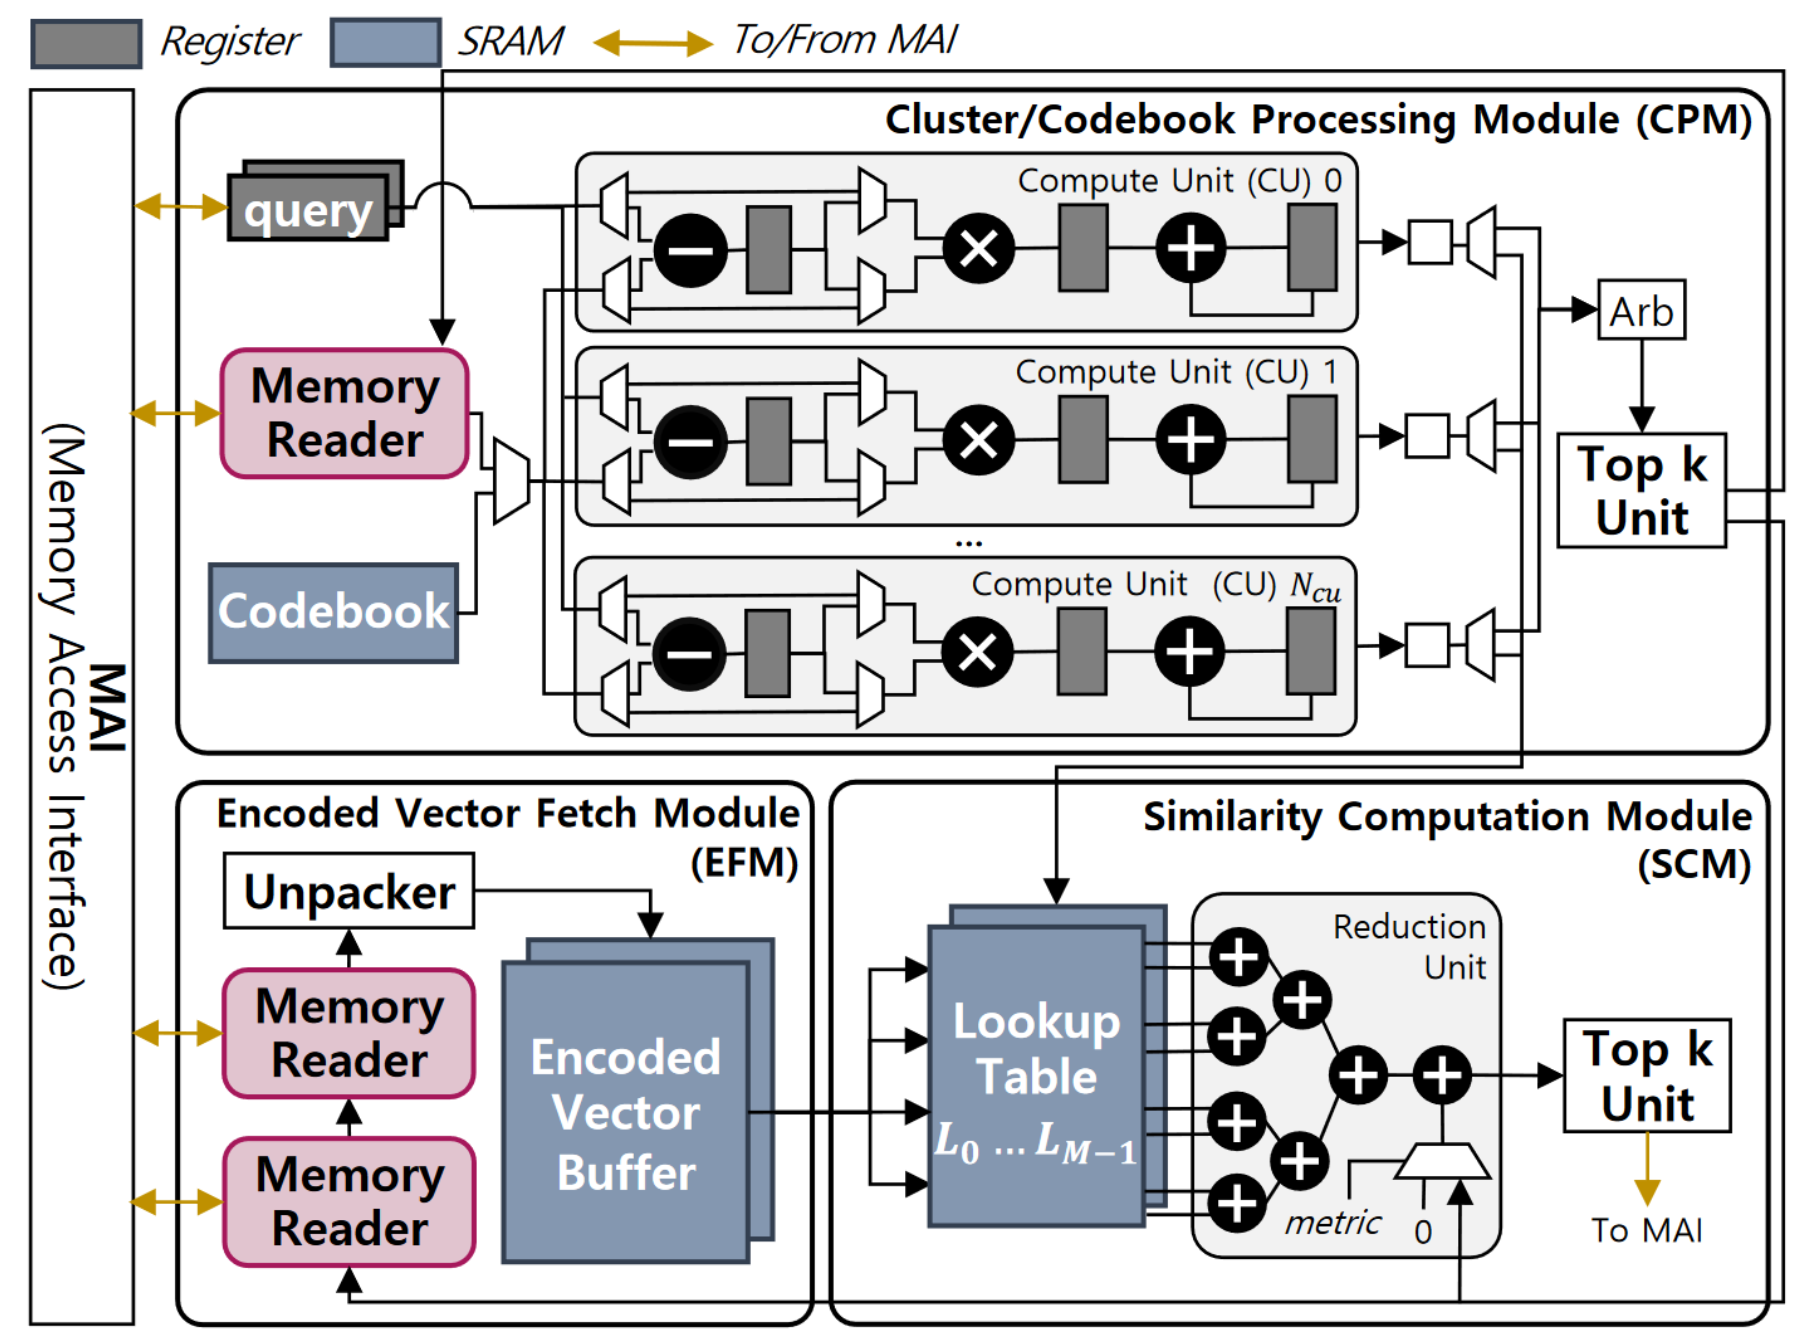 Register
SRAM
To/From MAI
MAI
(Memory Access Interface)
Cluster/Codebook Processing Module (CPM)
query
Memory
Reader
Codebook
Compute Unit (CU) 0
Compute Unit (CU) 1
...
Compute Unit (CU) N_cu
Arb
Top k
Unit
Encoded Vector Fetch Module
(EFM)
Unpacker
Memory
Reader
Memory
Reader
Encoded
Vector
Buffer
Similarity Computation Module
(SCM)
Lookup
Table
L_0 ... L_{M-1}
Reduction
Unit
metric
0
Top k
Unit
To MAI